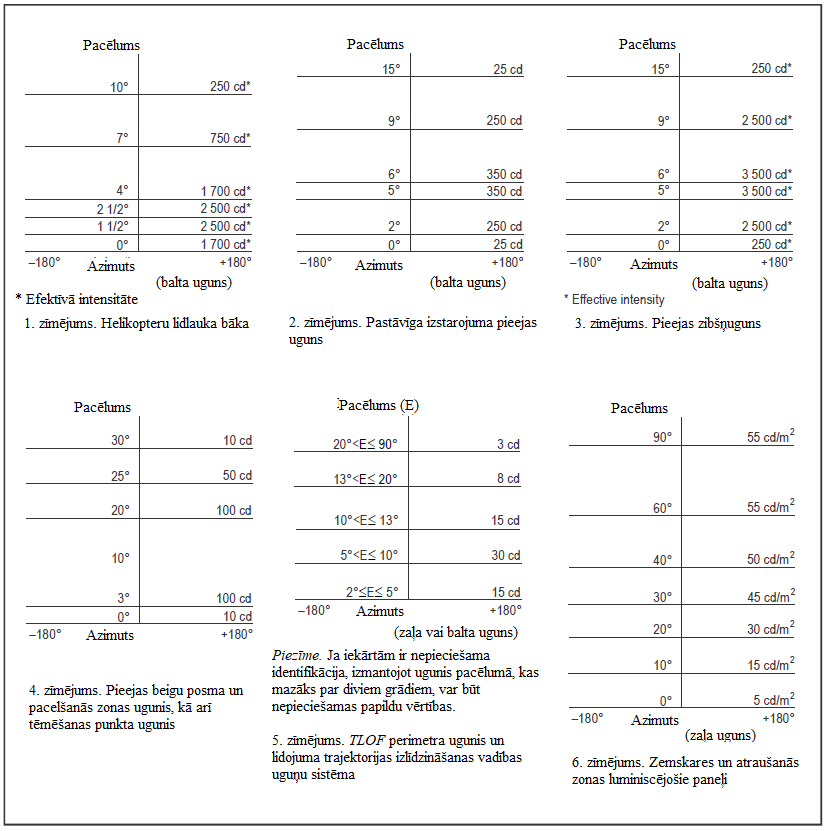 Pacēlums
10° 250 cd*
7° 750 cd*
4° 1 700 cd*
2 1/2° 2 500 cd*
1 1/2° 2 500 cd*
0° 1 700 cd*
–180° Azimuts +180°
(balta uguns)
* Efektīvā intensitāte
1. zīmējums. Helikopteru lidlauka bāka
Pacēlums
15° 25 cd
9° 250 cd
6° 350 cd
5° 350 cd
2° 250 cd
0° 25 cd
–180° Azimuts +180°
(balta uguns)
2. zīmējums. Pastāvīga izstarojuma pieejas
uguns
Pacēlums
15° 250 cd*
9° 2 500 cd*
6° 3 500 cd*
5° 3 500 cd*
2° 2 500 cd*
0° 250 cd*
–180° Azimuts +180°
(balta uguns)
* Effective intensity
3. zīmējums. Pieejas zibšņuguns
Pacēlums
30° 10 cd
25° 50 cd
20° 100 cd
10°
3° 100 cd
0° 10 cd
–180° Azimuts +180°
4. zīmējums. Pieejas beigu posma un
pacelšanās zonas ugunis, kā arī
tēmēšanas punkta ugunis
Pacēlums (E)
20°<E≤ 90° 3 cd
13°<E≤ 20° 8 cd
10°<E≤ 13° 15 cd
5°<E≤ 10° 30 cd
2°≤E≤ 5° 15 cd
–180° Azimuts +180°
(zaļa vai balta uguns)
Piezīme. Ja iekārtām ir nepieciešama
identifikācija, izmantojot ugunis pacēlumā, kas
mazāks par diviem grādiem, var būt
nepieciešamas papildu vērtības.
5. zīmējums. TLOF perimetra ugunis un
lidojuma trajektorijas izlīdzināšanas vadības
uguņu sistēma
Pacēlums
90° 55 cd/m²
60° 55 cd/m²
40° 50 cd/m²
30° 45 cd/m²
20° 30 cd/m²
10° 15 cd/m²
0° 5 cd/m²
–180° Azimuts +180°
(zaļa uguns)
6. zīmējums. Zemskares un atraušanās
zonas luminiscējošie paneļi